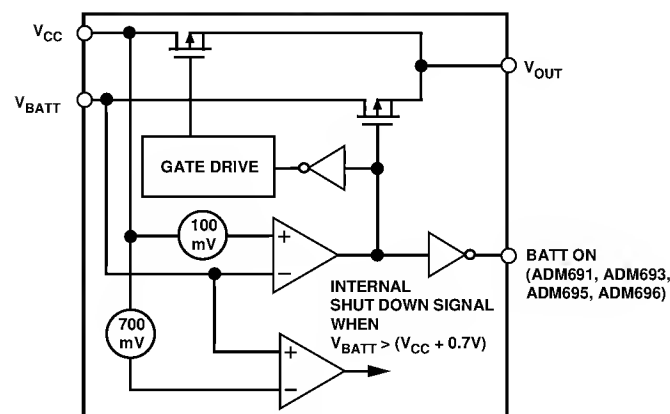 VCC
VOUT
VBATT
GATE DRIVE
100
mV
+
−
BATT ON
(ADM691, ADM693,
ADM695, ADM696)
INTERNAL
SHUT DOWN SIGNAL
WHEN
VBATT > (VCC + 0.7V)
700
mV
+
−